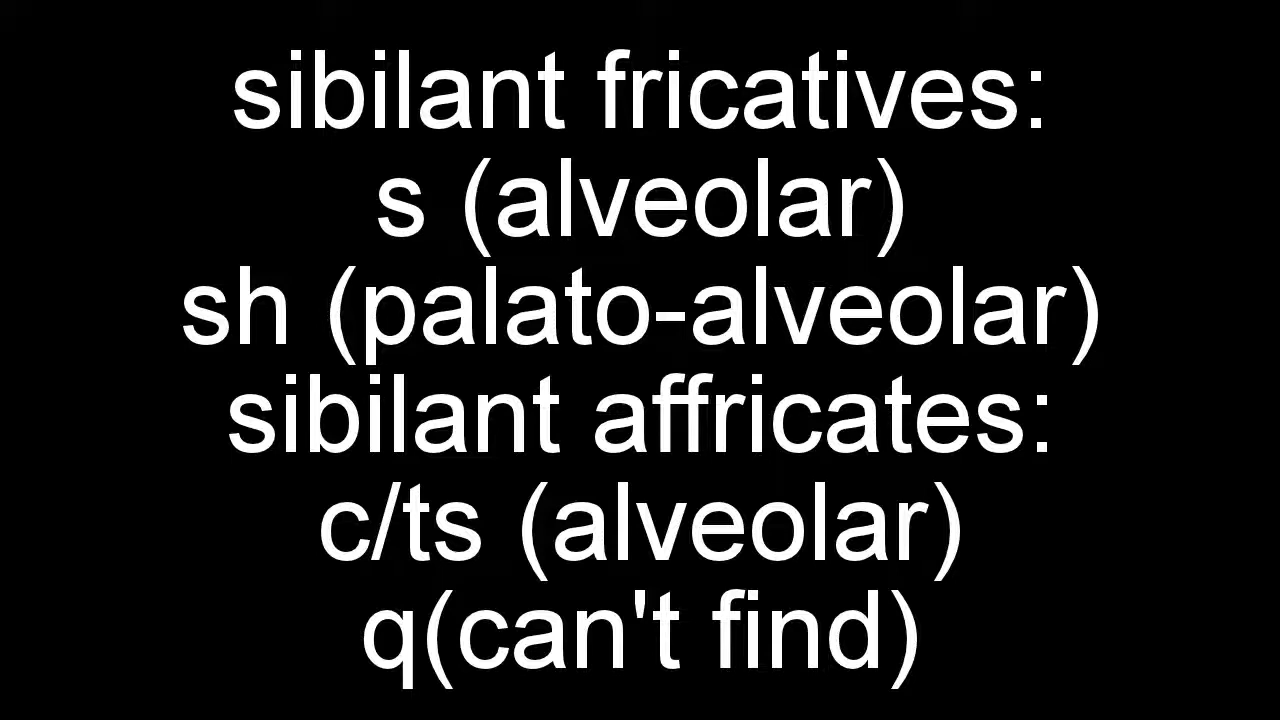 sibilant fricatives:
s (alveolar)
sh (palato-alveolar)
sibilant affricates:
c/ts (alveolar)
q(can't find)